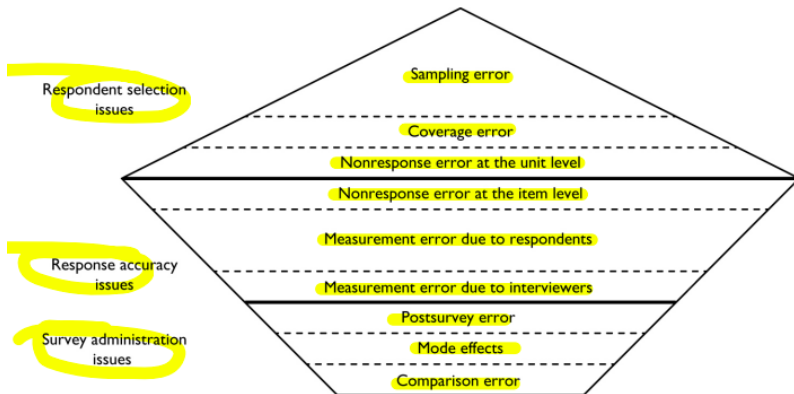 Sampling error
Respondent selection
issues
Coverage error
Nonresponse error at the unit level
Nonresponse error at the item level
Measurement error due to respondents
Response accuracy
issues
Measurement error due to interviewers
Postsurvey error
Survey administration
issues
Mode effects
Comparison error